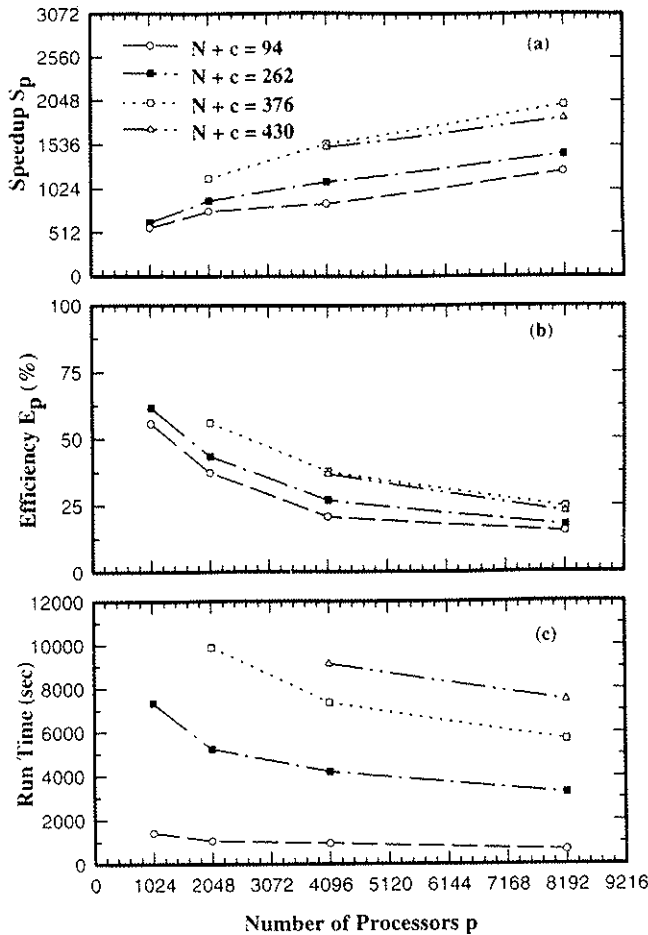 3072
2560
2048
1536
1024
512
0
Speedup Sp
(a)
N + c = 94
N + c = 262
N + c = 376
N + c = 430
100
75
50
25
0
Efficiency Ep (%)
(b)
12000
10000
8000
6000
4000
2000
0
Run Time (sec)
(c)
0 1024 2048 3072 4096 5120 6144 7168 8192 9216
Number of Processors p